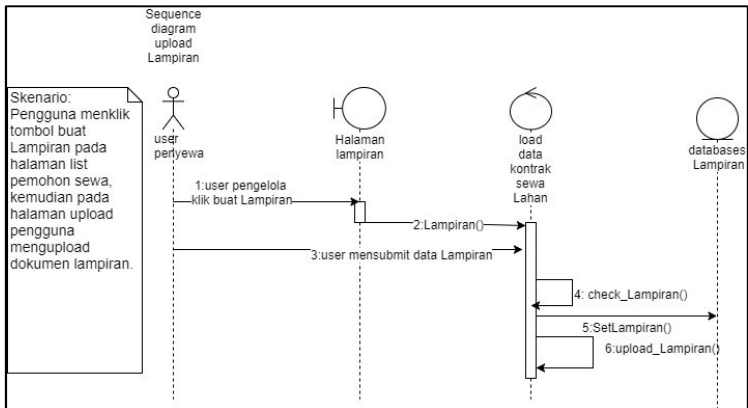 Sequence
diagram
upload
Lampiran
Skenario:
Pengguna menklik
tombol buat
Lampiran pada
halaman list
pemohon sewa,
kemudian pada
halaman upload
pengguna
mengupload
dokumen lampiran.
user
penyewa
Halaman
lampiran
load
data
kontrak
sewa
Lahan
databases
Lampiran
1:user pengelola
klik buat Lampiran
2:Lampiran()
3:user mensubmit data Lampiran
4: check_Lampiran()
5:SetLampiran()
6:upload_Lampiran()